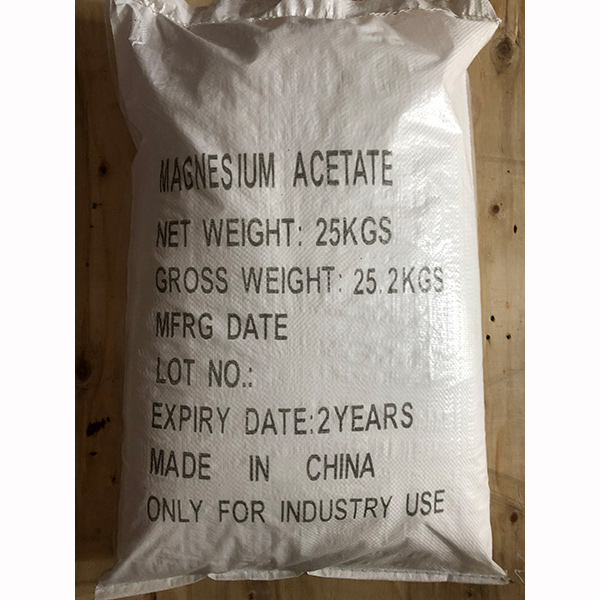 MAGNESIUM ACETATE
NET WEIGHT: 25KGS
GROSS WEIGHT: 25.2KGS
MFRG DATE
LOT NO.:
EXPIRY DATE:2YEARS
MADE IN CHINA
ONLY FOR INDUSTRY USE